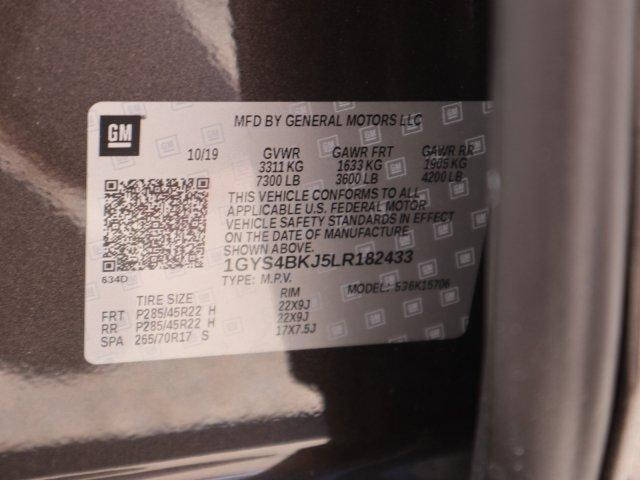 GM
MFD BY GENERAL MOTORS LLC
10/19 GVWR GAWR FRT GAWR RR
3311 KG 1633 KG 1905 KG
7300 LB 3600 LB 4200 LB
THIS VEHICLE CONFORMS TO ALL
APPLICABLE U.S. FEDERAL MOTOR
VEHICLE SAFETY STANDARDS IN EFFECT
ON THE DATE OF MANUFACTURE
SHOWN ABOVE.
634D 1GYS4BKJ5LR182433
TYPE: M.P.V. MODEL: S36K15706
TIRE SIZE RIM
FRT P285/45R22 H 22X9J
RR P285/45R22 H 22X9J
SPA 265/70R17 S 17X7.5J